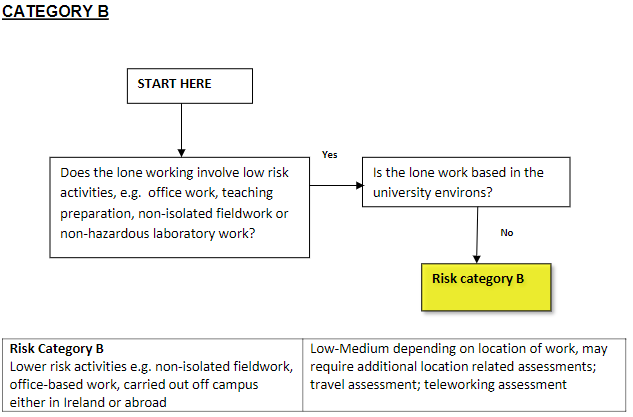 CATEGORY B
START HERE
Yes
Does the lone working involve low risk
activities, e.g.  office work, teaching
preparation, non-isolated fieldwork or
non-hazardous laboratory work?
Is the lone work based in the
university environs?
No
Risk category B
Risk Category B
Lower risk activities e.g. non-isolated fieldwork,
office-based work, carried out off campus
either in Ireland or abroad
Low-Medium depending on location of work, may
require additional location related assessments;
travel assessment; teleworking assessment